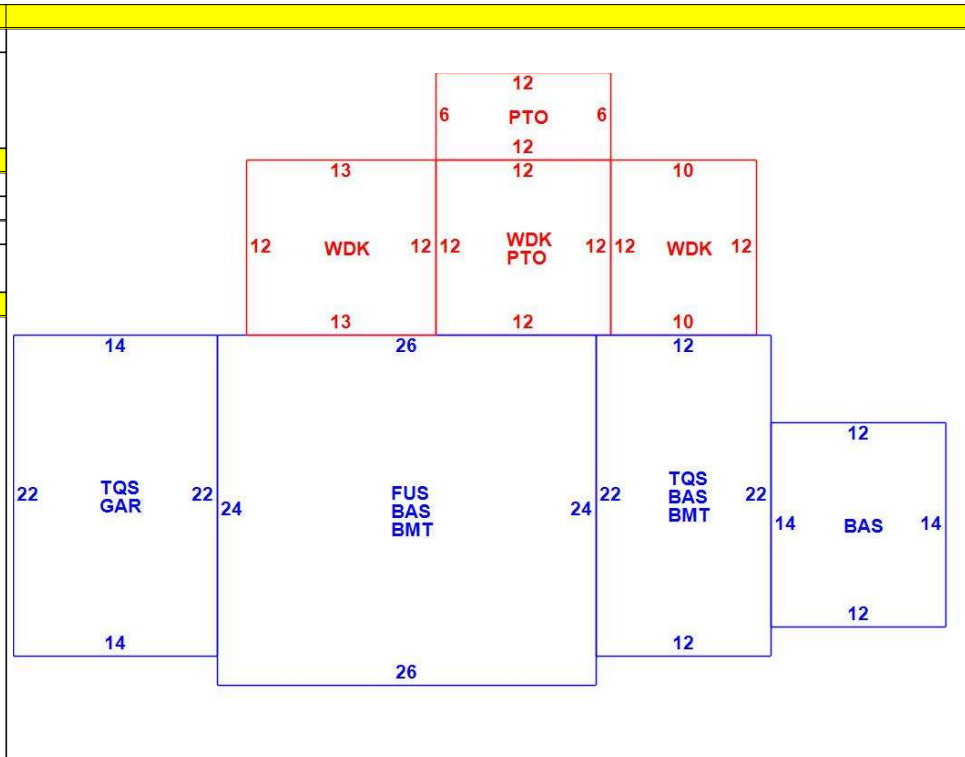 12
6 PTO 6
12
13 12 10
12 WDK 12 12 WDK 12 12 WDK 12
PTO
13 12 10
14 26 12
12
22 TQS 22 24 FUS 24 22 TQS 22
GAR BAS BAS
BMT BMT
14 BAS 14
12
14 12
26